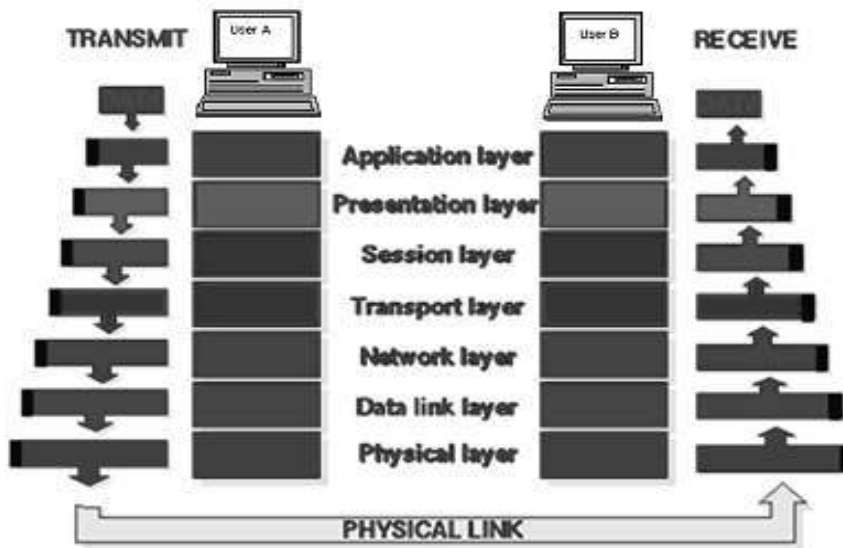 TRANSMIT
User A
User B
RECEIVE
Application layer
Presentation layer
Session layer
Transport layer
Network layer
Data link layer
Physical layer
PHYSICAL LINK